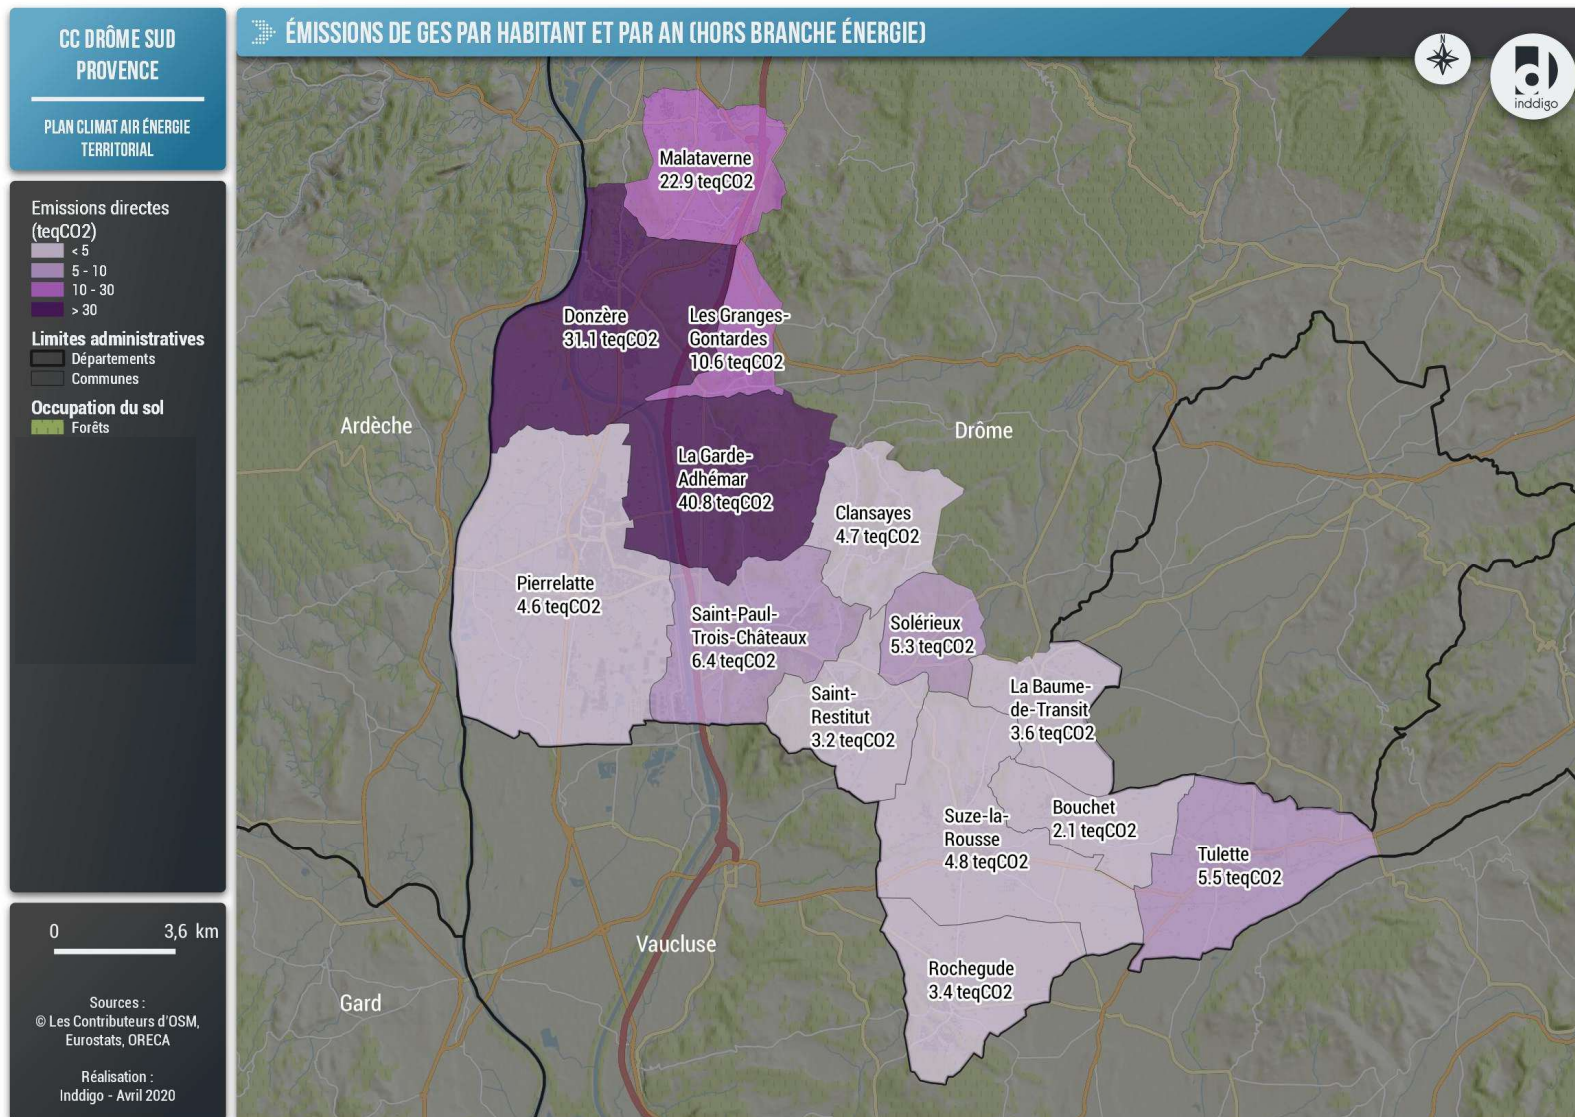 CC DRÔME SUD
PROVENCE
PLAN CLIMAT AIR ÉNERGIE
TERRITORIAL
ÉMISSIONS DE GES PAR HABITANT ET PAR AN (HORS BRANCHE ÉNERGIE)
N
inddigo
Emissions directes
(teqCO2)
< 5
5 - 10
10 - 30
> 30
Limites administratives
Départements
Communes
Occupation du sol
Forêts
0 3,6 km
Sources :
© Les Contributeurs d'OSM,
Eurostats, ORECA
Réalisation :
Inddigo - Avril 2020
Malataverne
22.9 teqCO2
Donzère
31.1 teqCO2
Les Granges-
Gontardes
10.6 teqCO2
Ardèche
Drôme
La Garde-
Adhémar
40.8 teqCO2
Clansayes
4.7 teqCO2
Pierrelatte
4.6 teqCO2
Saint-Paul-
Trois-Châteaux
6.4 teqCO2
Solérieux
5.3 teqCO2
Saint-
Restitut
3.2 teqCO2
La Baume-
de-Transit
3.6 teqCO2
Suze-la-
Rousse
4.8 teqCO2
Bouchet
2.1 teqCO2
Tulette
5.5 teqCO2
Vaucluse
Rochegude
3.4 teqCO2
Gard